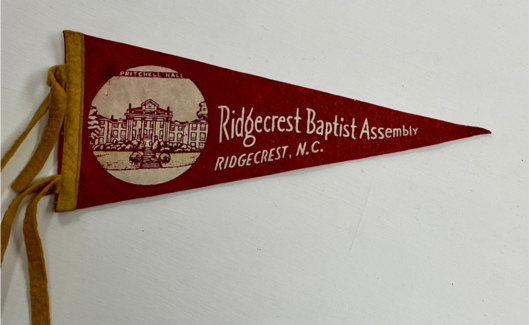 PRITCHELL HALL
Ridgecrest Baptist Assembly
RIDGECREST, N.C.